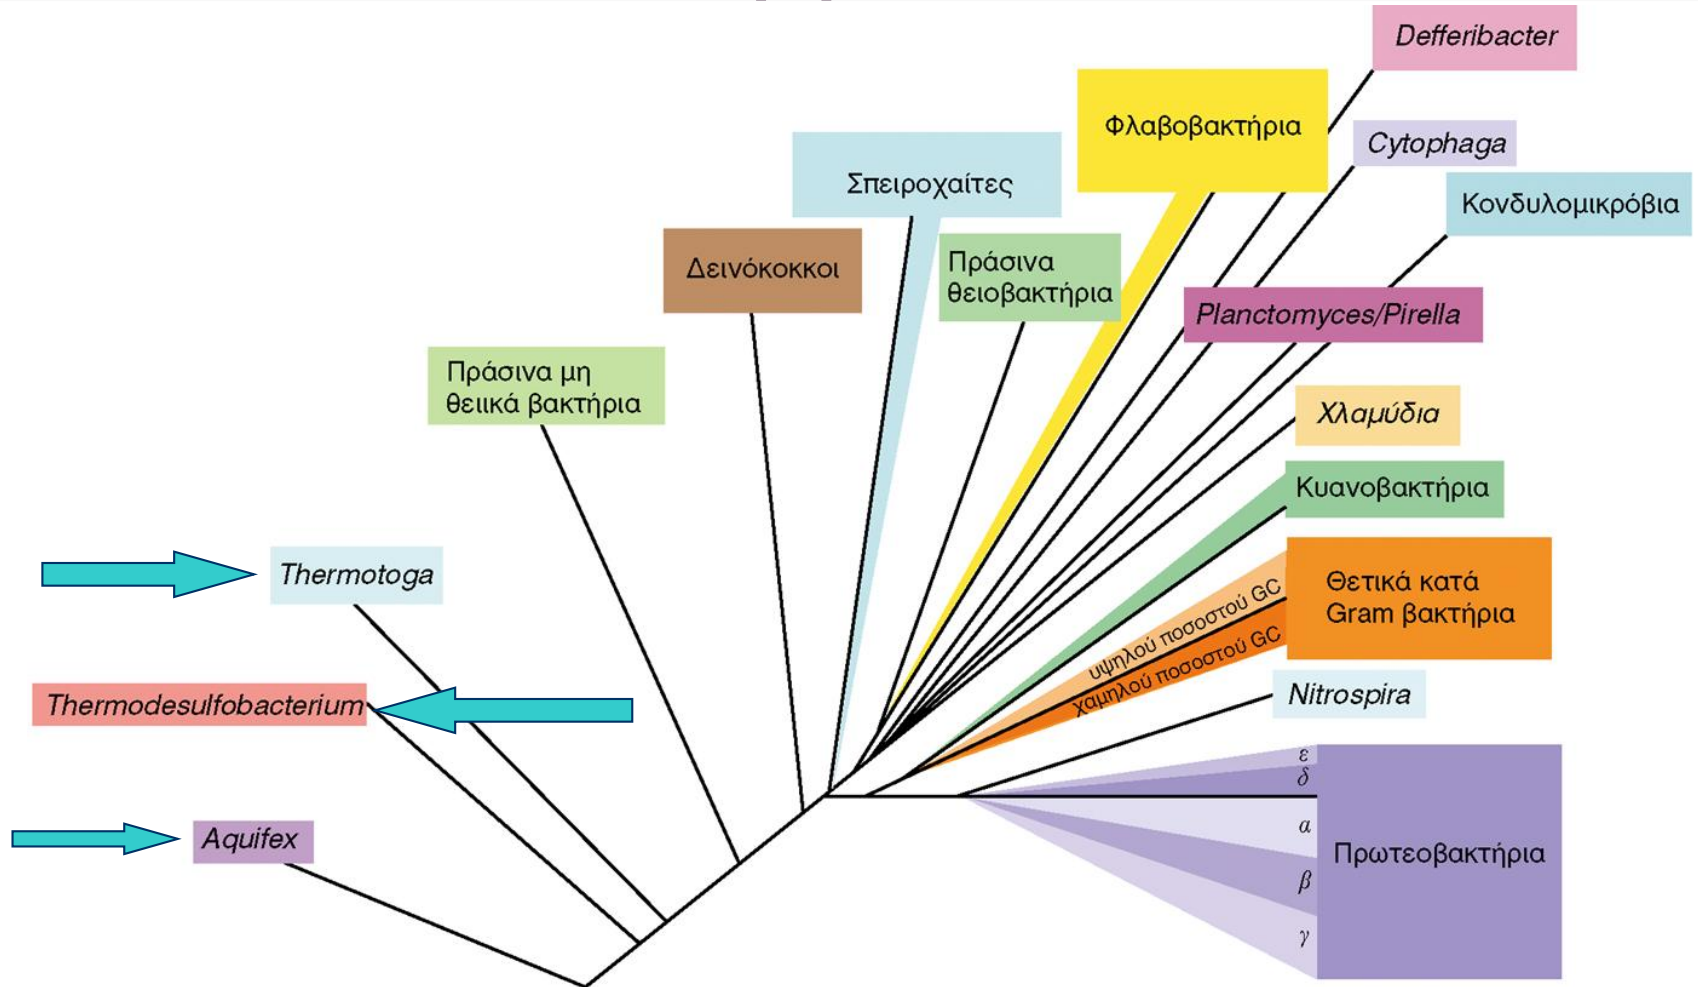 Defferibacter
Φλαβοβακτήρια
Cytophaga
Σπειροχαίτες
Κονδυλομικρόβια
Δεινόκοκκοι
Πράσινα
θειοβακτήρια
Planctomyces/Pirella
Πράσινα μη
θειικά βακτήρια
Χλαμύδια
Κυανοβακτήρια
Thermotoga
υψηλού ποσοστού GC
χαμηλού ποσοστού GC
Θετικά κατά
Gram βακτήρια
Thermodesulfobacterium
Nitrospira
ε
δ
α
β
γ
Πρωτεοβακτήρια
Aquifex